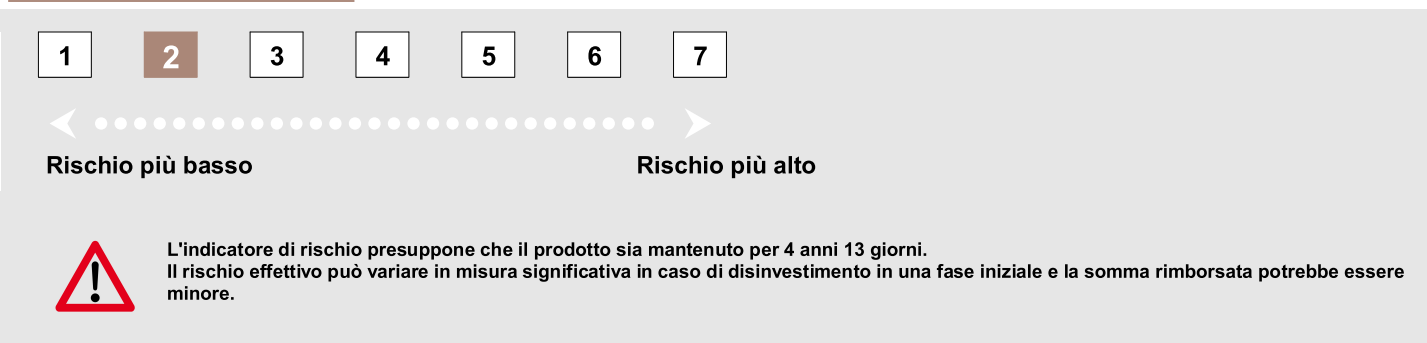 1 2 3 4 5 6 7
Rischio più basso Rischio più alto
L'indicatore di rischio presuppone che il prodotto sia mantenuto per 4 anni 13 giorni.
Il rischio effettivo può variare in misura significativa in caso di disinvestimento in una fase iniziale e la somma rimborsata potrebbe essere
minore.